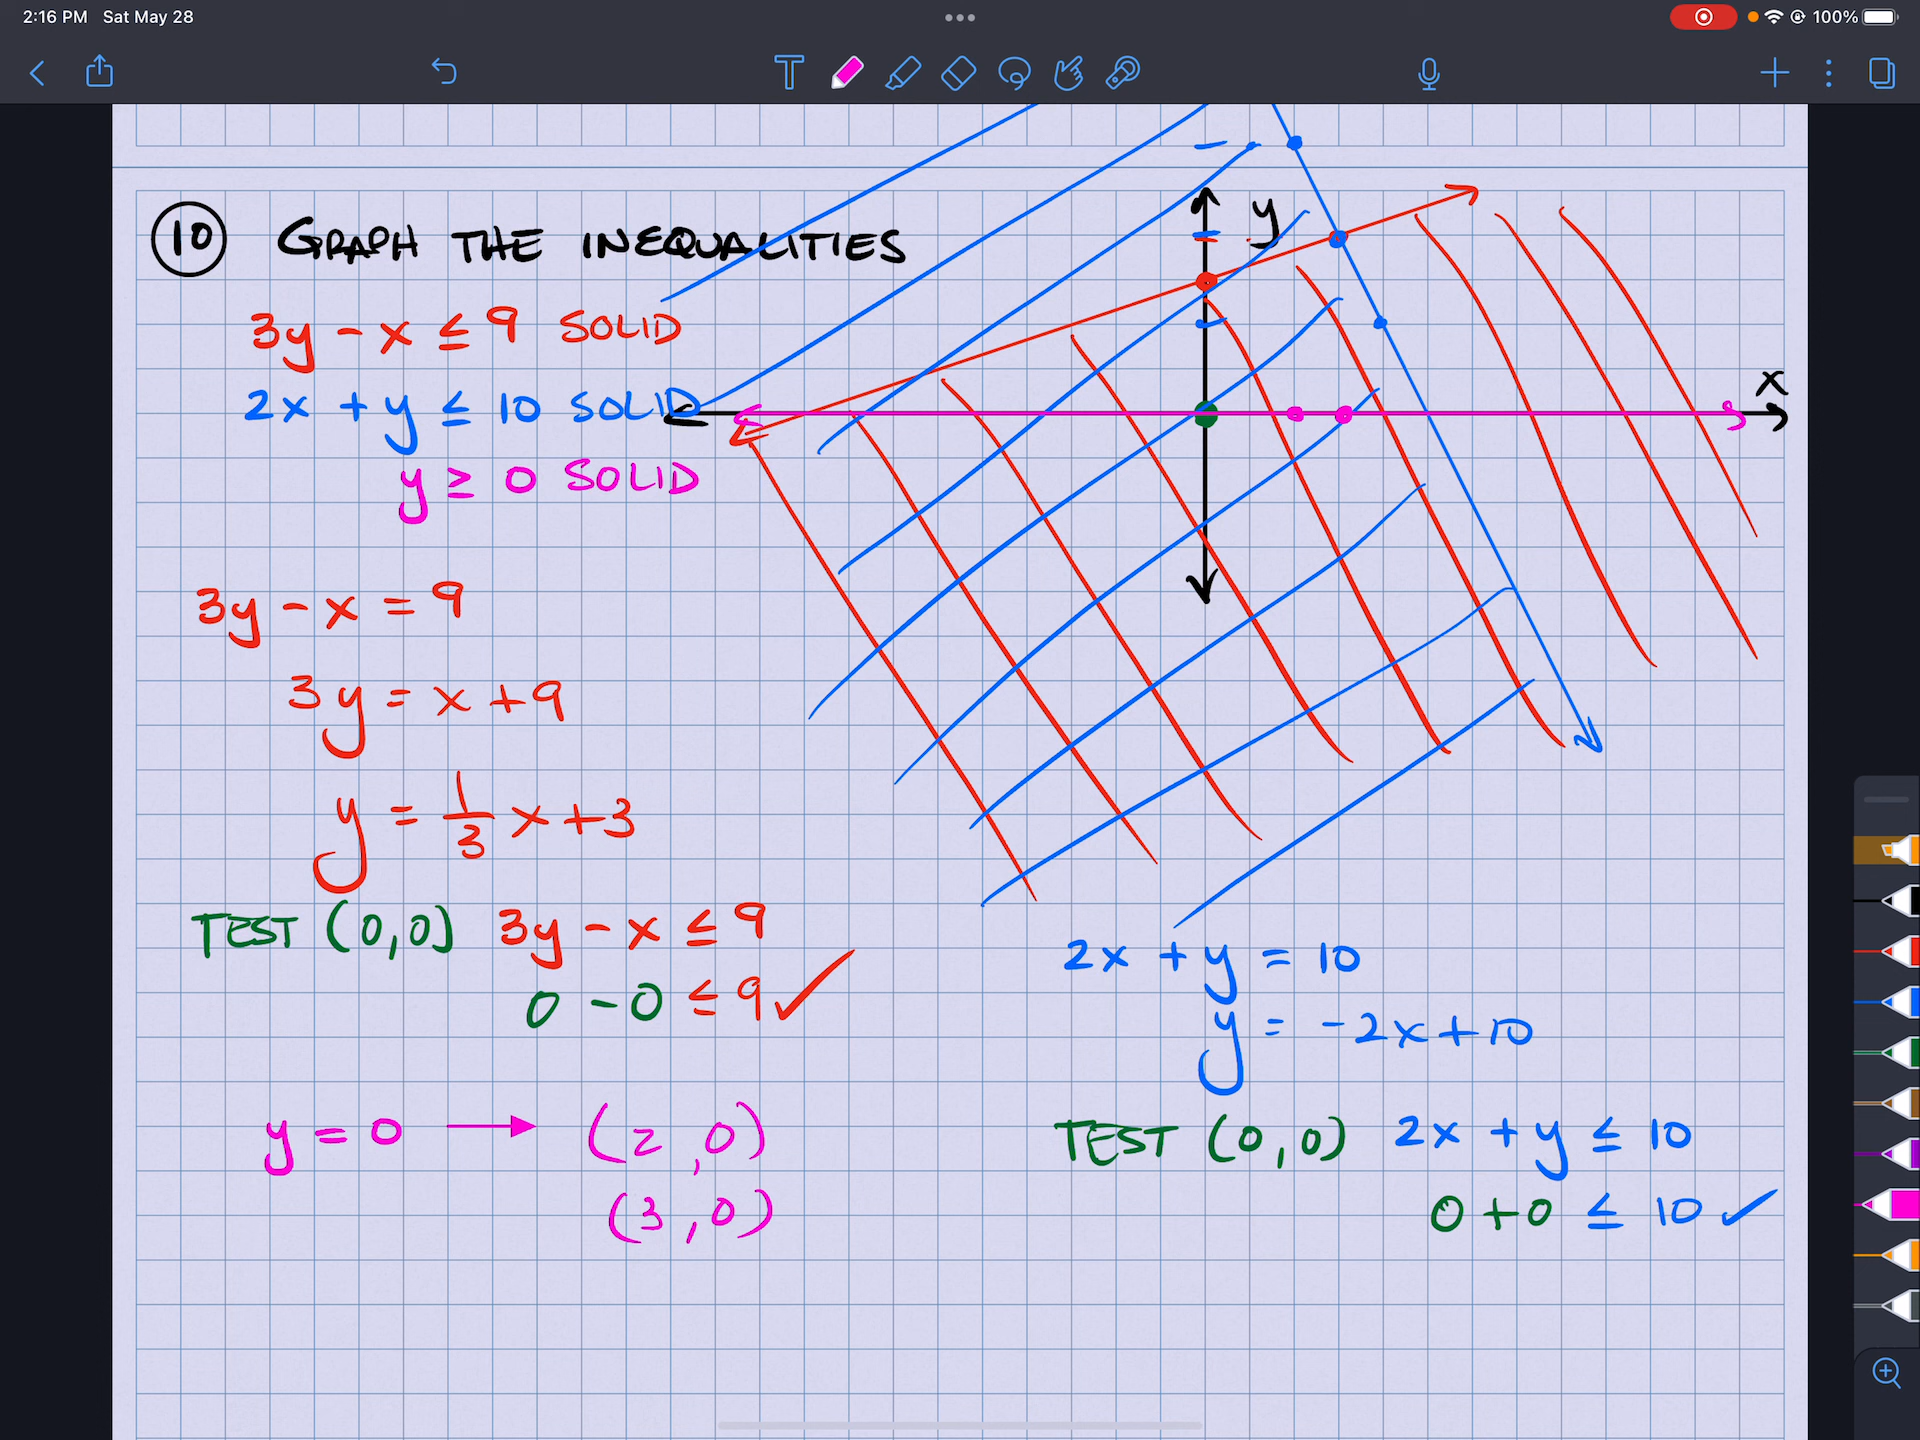 2:16 PM Sat May 28
100%
10 GRAPH THE INEQUALITIES
3y - x ≤ 9 SOLID
2x + y ≤ 10 SOLID
y ≥ 0 SOLID
y
x
3y - x = 9
3y = x + 9
y = 1/3 x + 3
TEST (0,0) 3y - x ≤ 9
0 - 0 ≤ 9 ✓
y = 0 → (2,0)
(3,0)
2x + y = 10
y = -2x + 10
TEST (0,0) 2x + y ≤ 10
0 + 0 ≤ 10 ✓